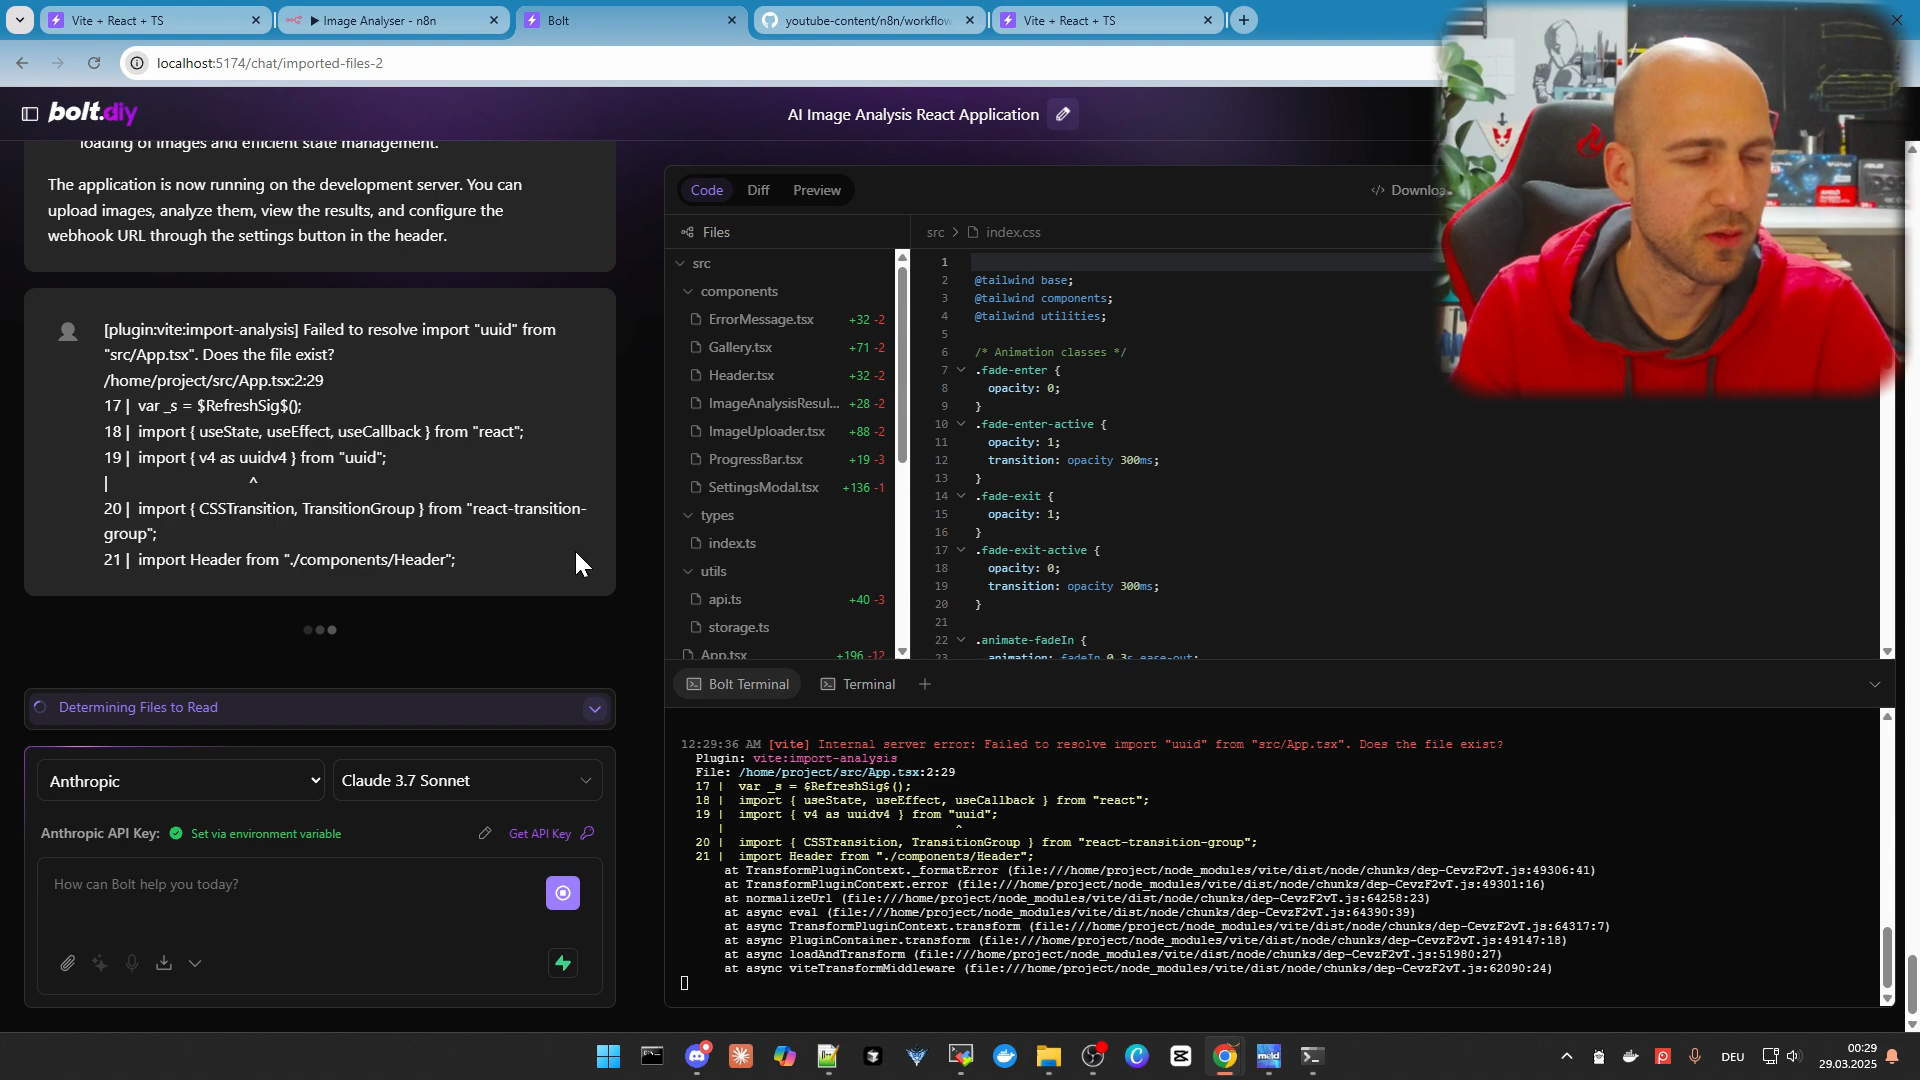 Vite + React + TS
▶ Image Analyser - n8n
Bolt
youtube-content/n8n/workflow
Vite + React + TS
localhost:5174/chat/imported-files-2
bolt.diy
AI Image Analysis React Application
loading of images and efficient state management.
The application is now running on the development server. You can
upload images, analyze them, view the results, and configure the
webhook URL through the settings button in the header.
[plugin:vite:import-analysis] Failed to resolve import "uuid" from
"src/App.tsx". Does the file exist?
/home/project/src/App.tsx:2:29
17 | var _s = $RefreshSig$();
18 | import { useState, useEffect, useCallback } from "react";
19 | import { v4 as uuidv4 } from "uuid";
| ^
20 | import { CSSTransition, TransitionGroup } from "react-transition-
group";
21 | import Header from "./components/Header";
Determining Files to Read
Anthropic
Claude 3.7 Sonnet
Anthropic API Key: Set via environment variable
Get API Key
How can Bolt help you today?
Code Diff Preview
</> Downloa
Files
src
components
ErrorMessage.tsx +32 -2
Gallery.tsx +71 -2
Header.tsx +32 -2
ImageAnalysisResul... +28 -2
ImageUploader.tsx +88 -2
ProgressBar.tsx +19 -3
SettingsModal.tsx +136 -1
types
index.ts
utils
api.ts +40 -3
storage.ts
App.tsx +196 -12
src > index.css
1
2 @tailwind base;
3 @tailwind components;
4 @tailwind utilities;
5
6 /* Animation classes */
7 .fade-enter {
8 opacity: 0;
9 }
10 .fade-enter-active {
11 opacity: 1;
12 transition: opacity 300ms;
13 }
14 .fade-exit {
15 opacity: 1;
16 }
17 .fade-exit-active {
18 opacity: 0;
19 transition: opacity 300ms;
20 }
21
22 .animate-fadeIn {
23 animation: fadeIn 0.3s ease-out;
Bolt Terminal
Terminal
12:29:36 AM [vite] Internal server error: Failed to resolve import "uuid" from "src/App.tsx". Does the file exist?
Plugin: vite:import-analysis
File: /home/project/src/App.tsx:2:29
17 | var _s = $RefreshSig$();
18 | import { useState, useEffect, useCallback } from "react";
19 | import { v4 as uuidv4 } from "uuid";
| ^
20 | import { CSSTransition, TransitionGroup } from "react-transition-group";
21 | import Header from "./components/Header";
at TransformPluginContext._formatError (file:///home/project/node_modules/vite/dist/node/chunks/dep-CevzF2vT.js:49306:41)
at TransformPluginContext.error (file:///home/project/node_modules/vite/dist/node/chunks/dep-CevzF2vT.js:49301:16)
at normalizeUrl (file:///home/project/node_modules/vite/dist/node/chunks/dep-CevzF2vT.js:64258:23)
at async eval (file:///home/project/node_modules/vite/dist/node/chunks/dep-CevzF2vT.js:64390:39)
at async TransformPluginContext.transform (file:///home/project/node_modules/vite/dist/node/chunks/dep-CevzF2vT.js:64317:7)
at async PluginContainer.transform (file:///home/project/node_modules/vite/dist/node/chunks/dep-CevzF2vT.js:49147:18)
at async loadAndTransform (file:///home/project/node_modules/vite/dist/node/chunks/dep-CevzF2vT.js:51980:27)
at async viteTransformMiddleware (file:///home/project/node_modules/vite/dist/node/chunks/dep-CevzF2vT.js:62090:24)
meld
DEU
00:29
29.03.2025